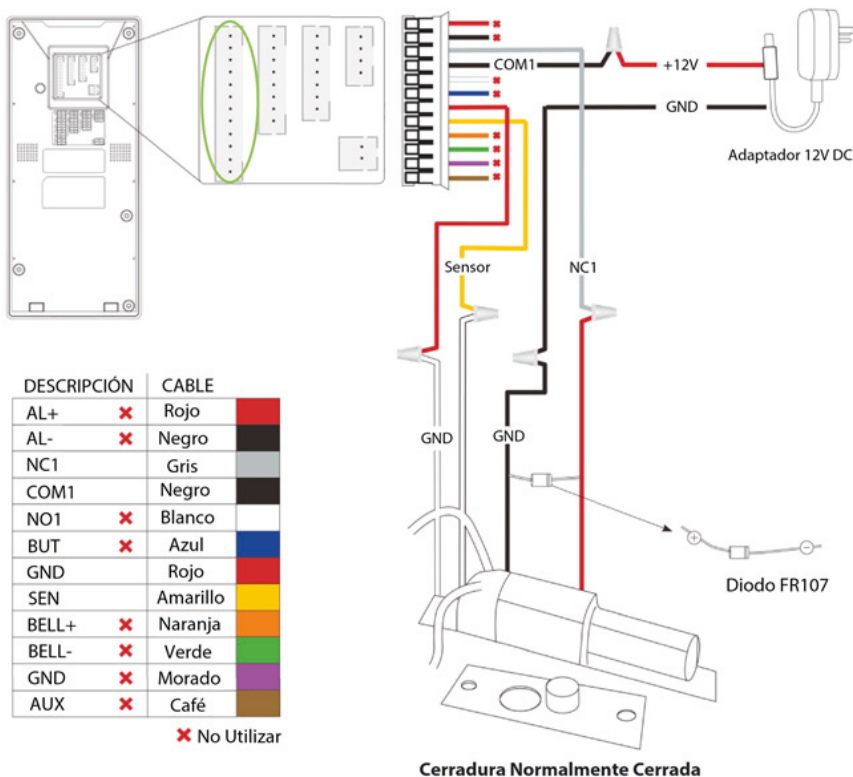 COM1
+12V
GND
Adaptador 12V DC
Sensor
NC1
GND
GND
Diodo FR107
DESCRIPCIÓN CABLE
AL+ Rojo
AL- Negro
NC1 Gris
COM1 Negro
NO1 Blanco
BUT Azul
GND Rojo
SEN Amarillo
BELL+ Naranja
BELL- Verde
GND Morado
AUX Café
No Utilizar
Cerradura Normalmente Cerrada